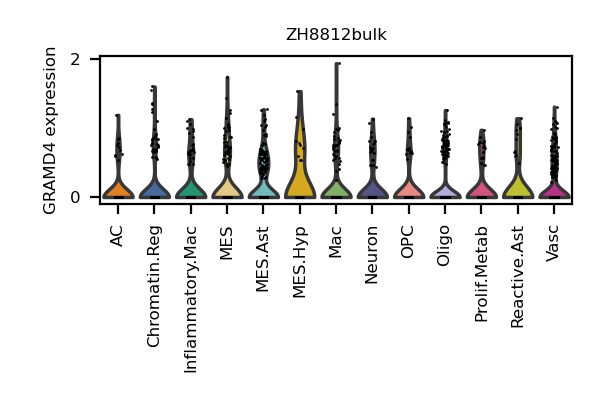 ZH8812bulk
GRAMD4 expression
2
0
AC
Chromatin.Reg
Inflammatory.Mac
MES
MES.Ast
MES.Hyp
Mac
Neuron
OPC
Oligo
Prolif.Metab
Reactive.Ast
Vasc